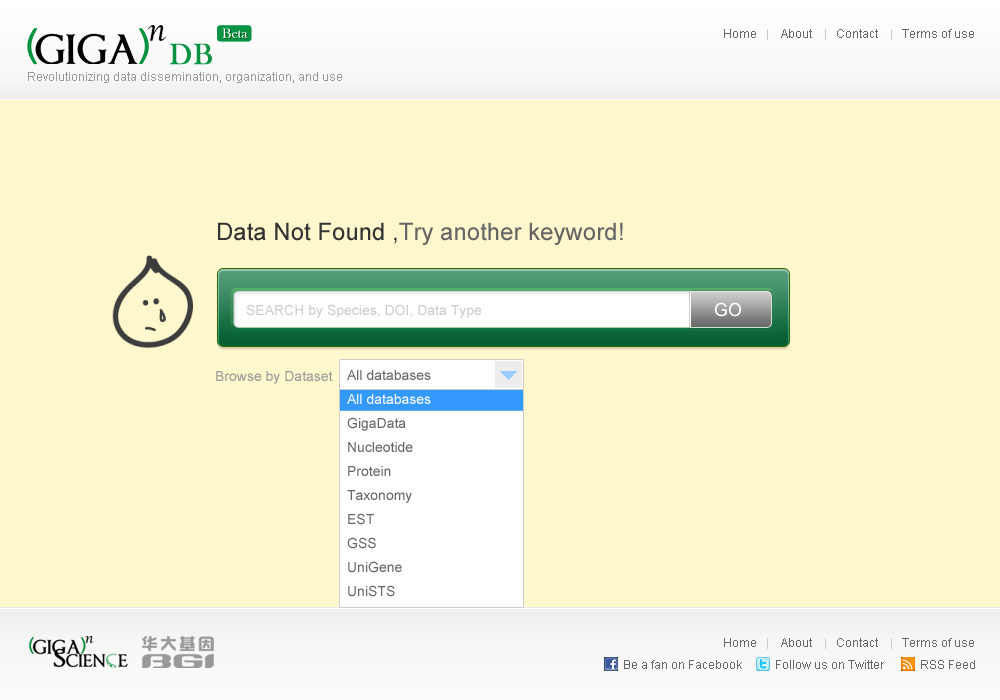 (GIGA)n DB Beta
Revolutionizing data dissemination, organization, and use
Home | About | Contact | Terms of use
Data Not Found ,Try another keyword!
SEARCH by Species, DOI, Data Type GO
Browse by Dataset All databases
All databases
GigaData
Nucleotide
Protein
Taxonomy
EST
GSS
UniGene
UniSTS
(GIGA)n
SCIENCE
华大基因
BGI
Home | About | Contact | Terms of use
Be a fan on Facebook Follow us on Twitter RSS Feed